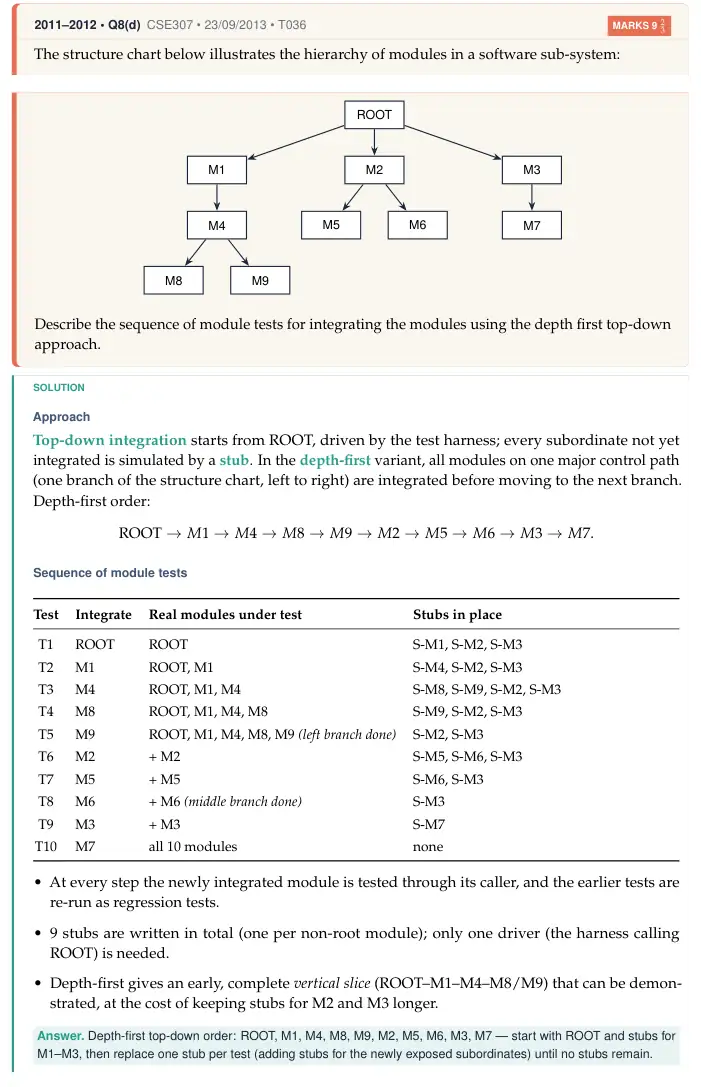 2011–2012 • Q8(d) CSE307 • 23/09/2013 • T036
MARKS 9
The structure chart below illustrates the hierarchy of modules in a software sub-system:
ROOT
M1 M2 M3
M4 M5 M6 M7
M8 M9
Describe the sequence of module tests for integrating the modules using the depth first top-down
approach.
SOLUTION
Approach
Top-down integration starts from ROOT, driven by the test harness; every subordinate not yet
integrated is simulated by a stub. In the depth-first variant, all modules on one major control path
(one branch of the structure chart, left to right) are integrated before moving to the next branch.
Depth-first order:
ROOT → M1 → M4 → M8 → M9 → M2 → M5 → M6 → M3 → M7.
Sequence of module tests
Test Integrate Real modules under test Stubs in place
T1 ROOT ROOT S-M1, S-M2, S-M3
T2 M1 ROOT, M1 S-M4, S-M2, S-M3
T3 M4 ROOT, M1, M4 S-M8, S-M9, S-M2, S-M3
T4 M8 ROOT, M1, M4, M8 S-M9, S-M2, S-M3
T5 M9 ROOT, M1, M4, M8, M9 (left branch done) S-M2, S-M3
T6 M2 + M2 S-M5, S-M6, S-M3
T7 M5 + M5 S-M6, S-M3
T8 M6 + M6 (middle branch done) S-M3
T9 M3 + M3 S-M7
T10 M7 all 10 modules none
• At every step the newly integrated module is tested through its caller, and the earlier tests are
re-run as regression tests.
• 9 stubs are written in total (one per non-root module); only one driver (the harness calling
ROOT) is needed.
• Depth-first gives an early, complete vertical slice (ROOT–M1–M4–M8/M9) that can be demon-
strated, at the cost of keeping stubs for M2 and M3 longer.
Answer. Depth-first top-down order: ROOT, M1, M4, M8, M9, M2, M5, M6, M3, M7 — start with ROOT and stubs for
M1–M3, then replace one stub per test (adding stubs for the newly exposed subordinates) until no stubs remain.